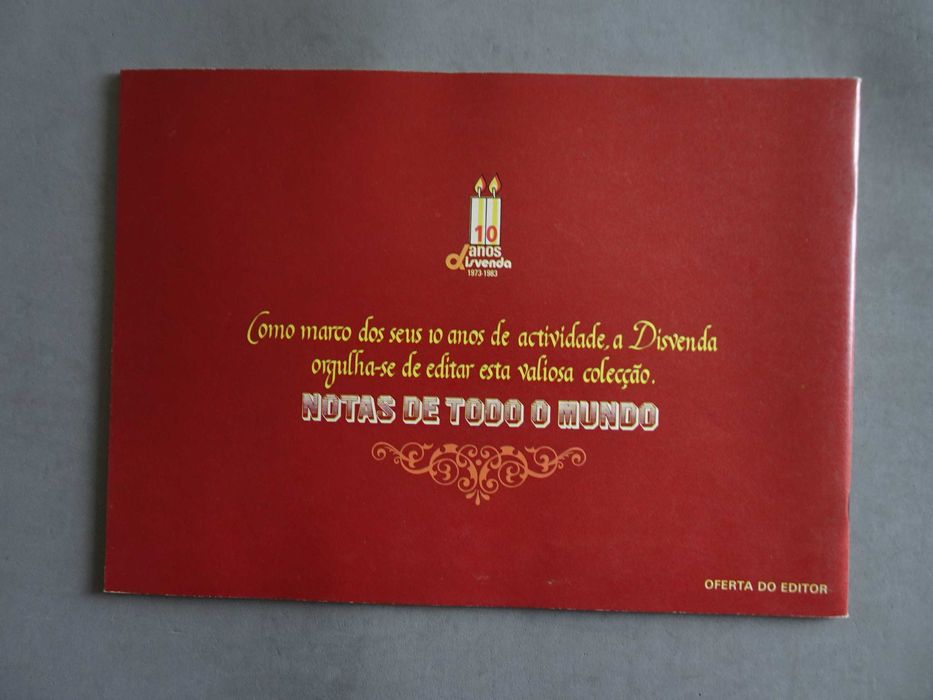 10
anos
disvenda
1973-1983
Como marco dos seus 10 anos de actividade, a Disvenda
orgulha-se de editar esta valiosa colecção.
NOTAS DE TODO O MUNDO
OFERTA DO EDITOR